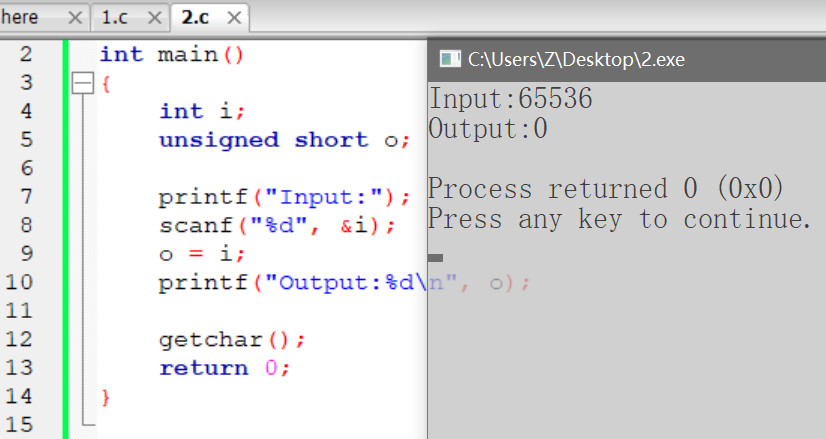 here
1.c
2.c
2 int main()
3 {
4 int i;
5 unsigned short o;
6
7 printf("Input:");
8 scanf("%d", &i);
9 o = i;
10 printf("Output:%d\n", o);
11
12 getchar();
13 return 0;
14 }
15
C:\Users\Z\Desktop\2.exe
Input:65536
Output:0
Process returned 0 (0x0)
Press any key to continue.